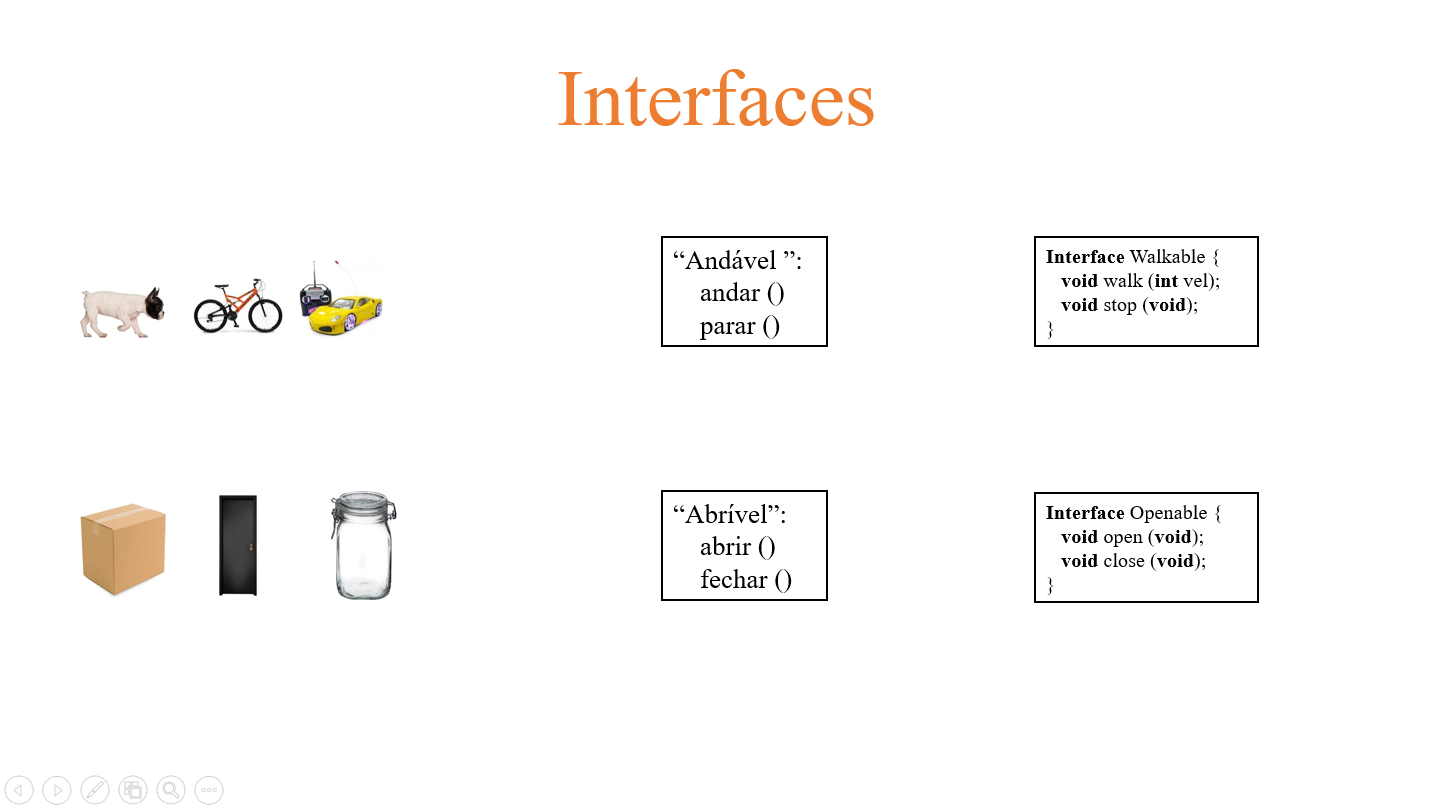 Interfaces
“Andável ”:
andar ()
parar ()
Interface Walkable {
void walk (int vel);
void stop (void);
}
“Abrível”:
abrir ()
fechar ()
Interface Openable {
void open (void);
void close (void);
}